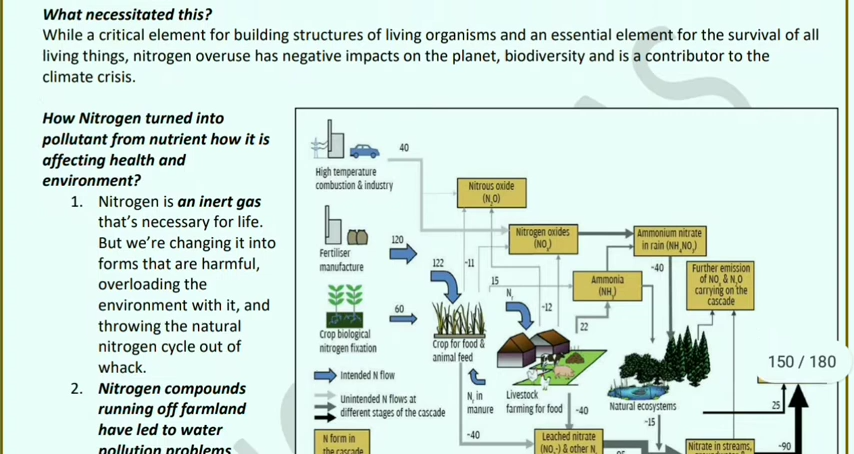 What necessitated this?
While a critical element for building structures of living organisms and an essential element for the survival of all
living things, nitrogen overuse has negative impacts on the planet, biodiversity and is a contributor to the
climate crisis.
How Nitrogen turned into
pollutant from nutrient how it is
affecting health and
environment?
1. Nitrogen is an inert gas
that's necessary for life.
But we're changing it into
forms that are harmful,
overloading the
environment with it, and
throwing the natural
nitrogen cycle out of
whack.
2. Nitrogen compounds
running off farmland
have led to water
pollution problems
40
High temperature
combustion & industry
Nitrous oxide
(N₂O)
Nitrogen oxides
(NOₓ)
Ammonium nitrate
in rain (NH₄NO₃)
120
Fertiliser
manufacture
122
-11
15
Ammonia
(NH₃)
-40
Further emission
of NOₓ & N₂O
carrying on the
cascade
-12
22
60
Crop biological
nitrogen fixation
Crop for food &
animal feed
150 / 180
Intended N flow
Unintended N flows at
different stages of the cascade
in
manure
Livestock
farming for food
-40
Natural ecosystems
-15
25
N form in
the cascade
-40
Leached nitrate
(NO₃-) & other N
Nitrate in streams,
-90